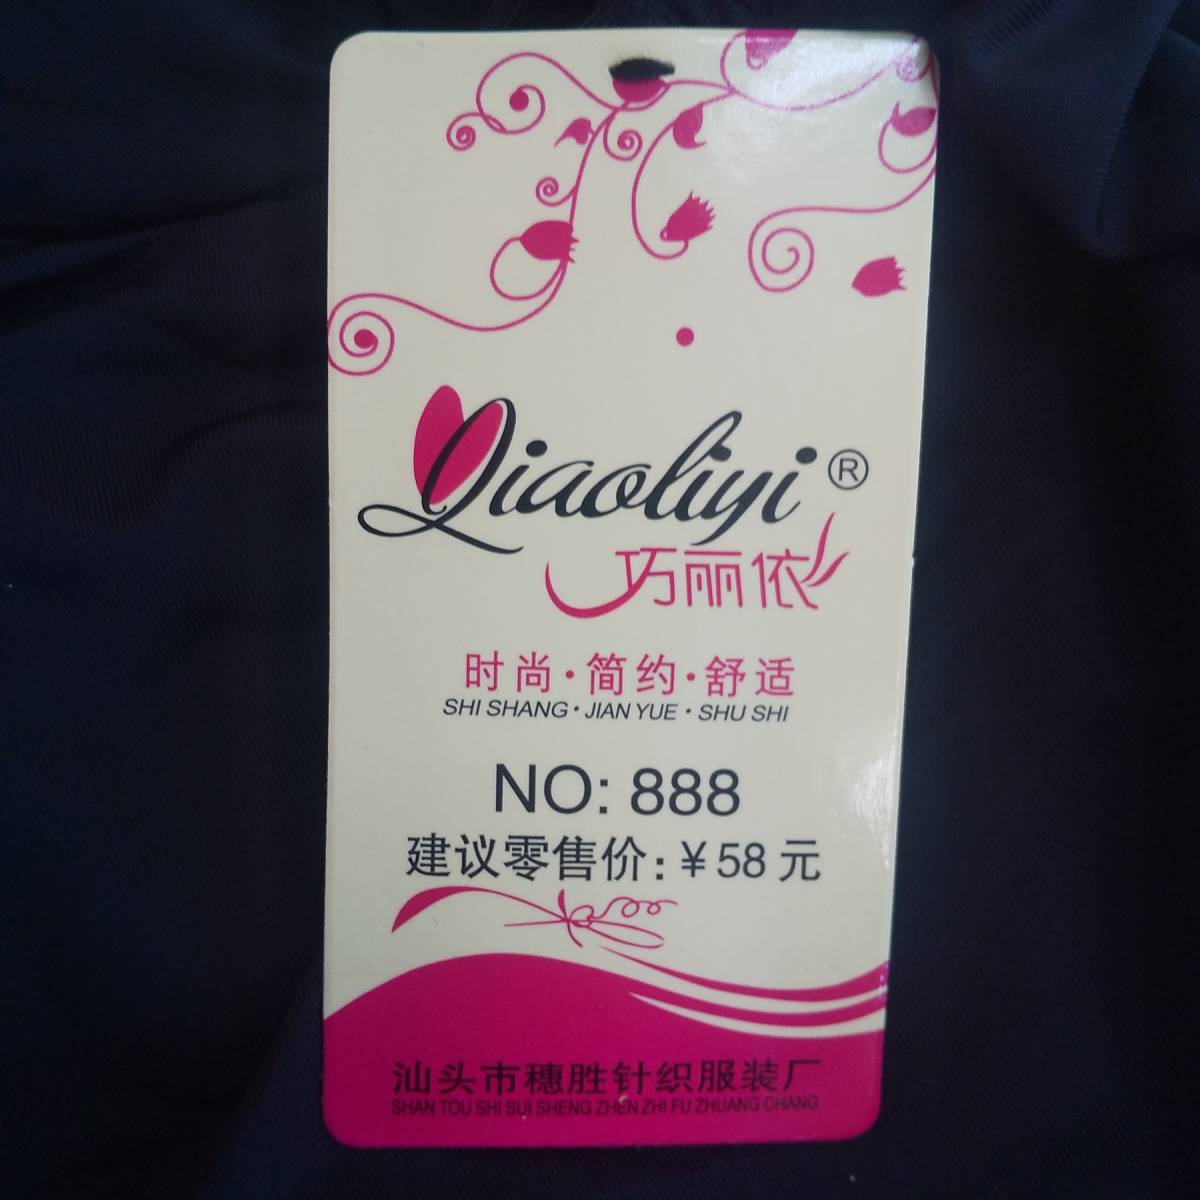 Qiaoliyi®
巧丽依
时尚·简约·舒适
SHI SHANG·JIAN YUE·SHU SHI
NO: 888
建议零售价:￥58元
汕头市穗胜针织服装厂
SHAN TOU SHI SUI SHENG ZHEN ZHI FU ZHUANG CHANG